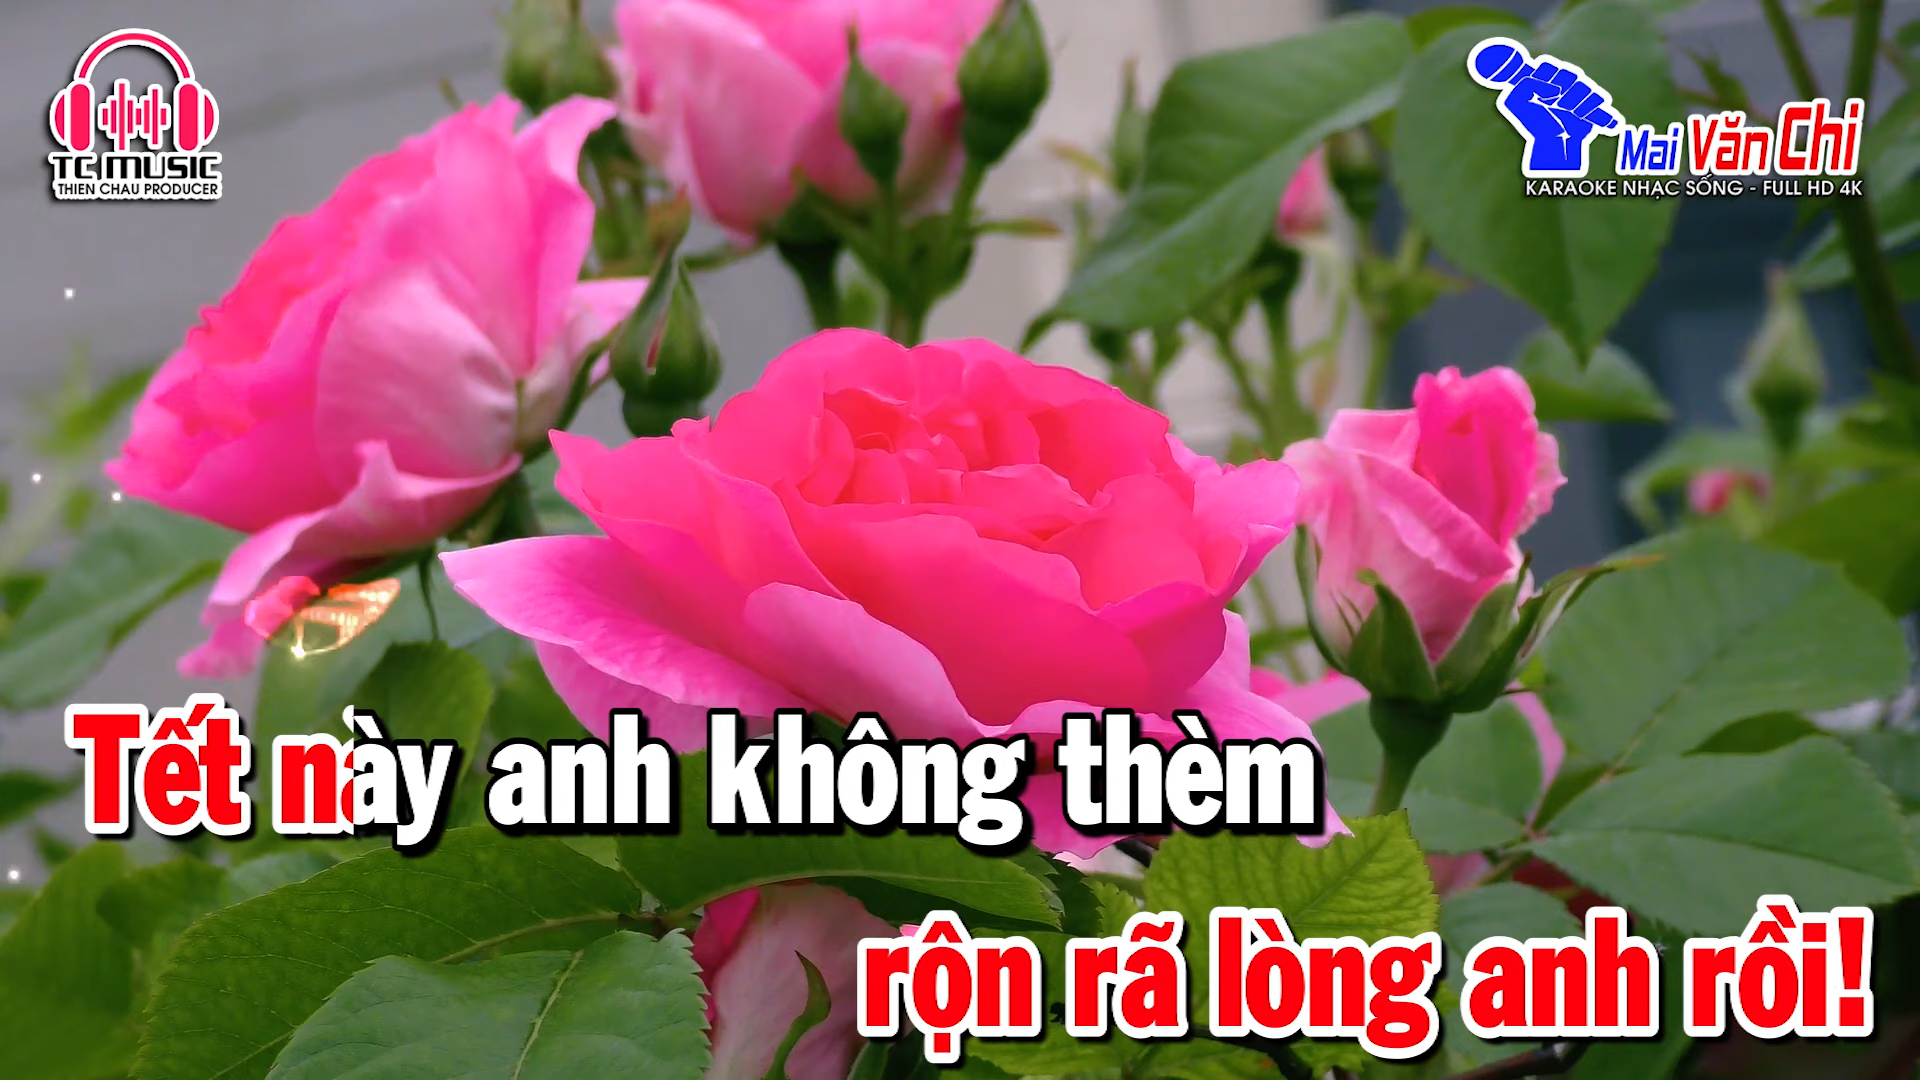 TC MUSIC
THIEN CHAU PRODUCER
Mai Văn Chi
KARAOKE NHẠC SỐNG - FULL HD 4K
Tết này anh không thèm
rộn rã lòng anh rồi!